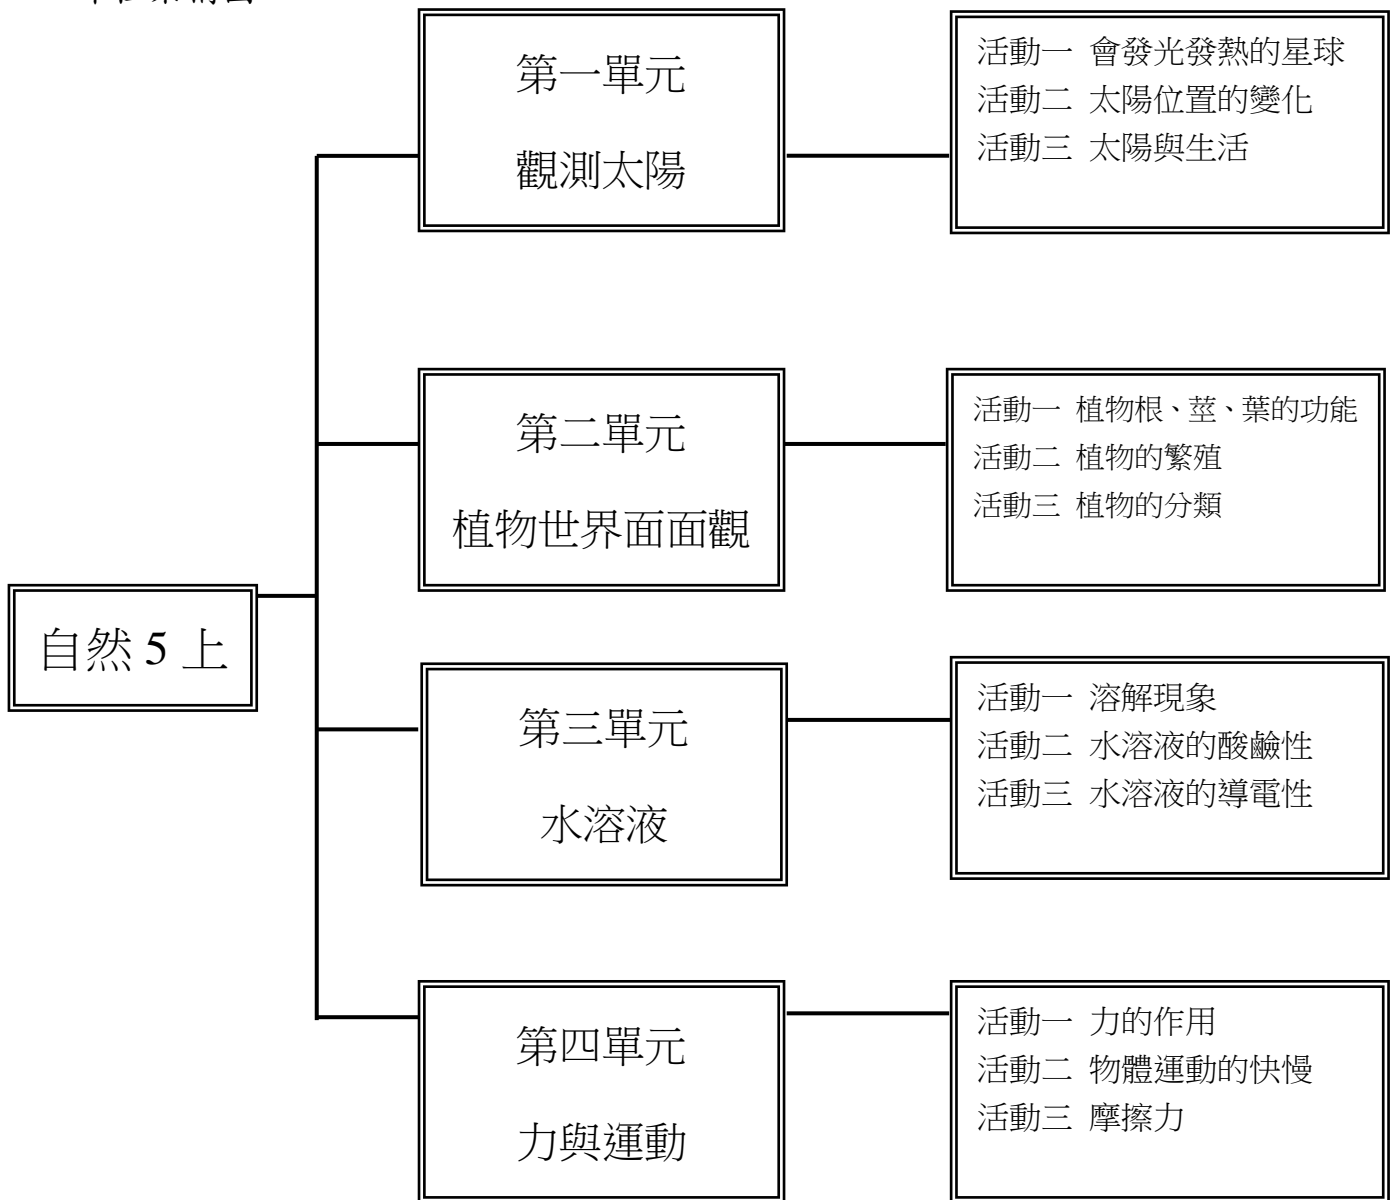 自然 5 上
第一單元
觀測太陽
活動一 會發光發熱的星球
活動二 太陽位置的變化
活動三 太陽與生活
第二單元
植物世界面面觀
活動一 植物根、莖、葉的功能
活動二 植物的繁殖
活動三 植物的分類
第三單元
水溶液
活動一 溶解現象
活動二 水溶液的酸鹼性
活動三 水溶液的導電性
第四單元
力與運動
活動一 力的作用
活動二 物體運動的快慢
活動三 摩擦力